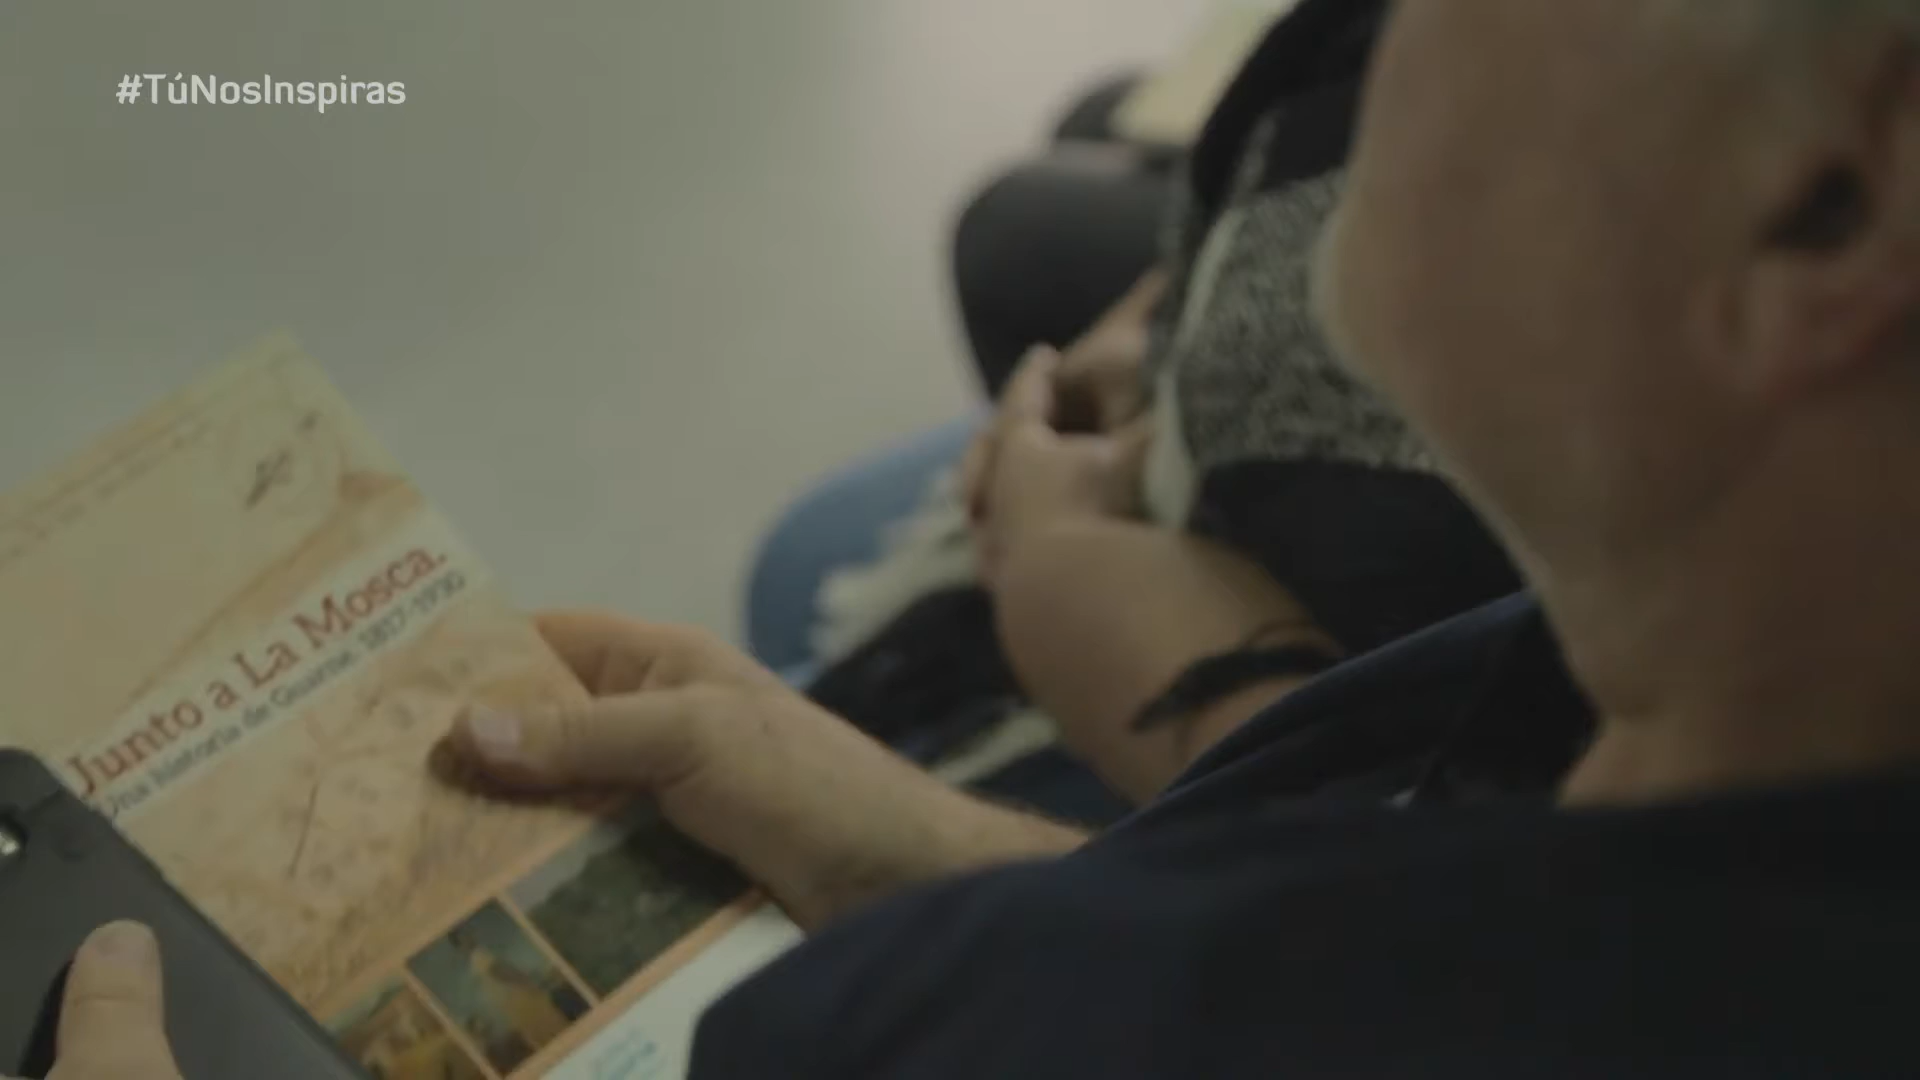 #TúNosInspiras
Junto a La Mosca.
Una historia de Guarne, 1817-1930